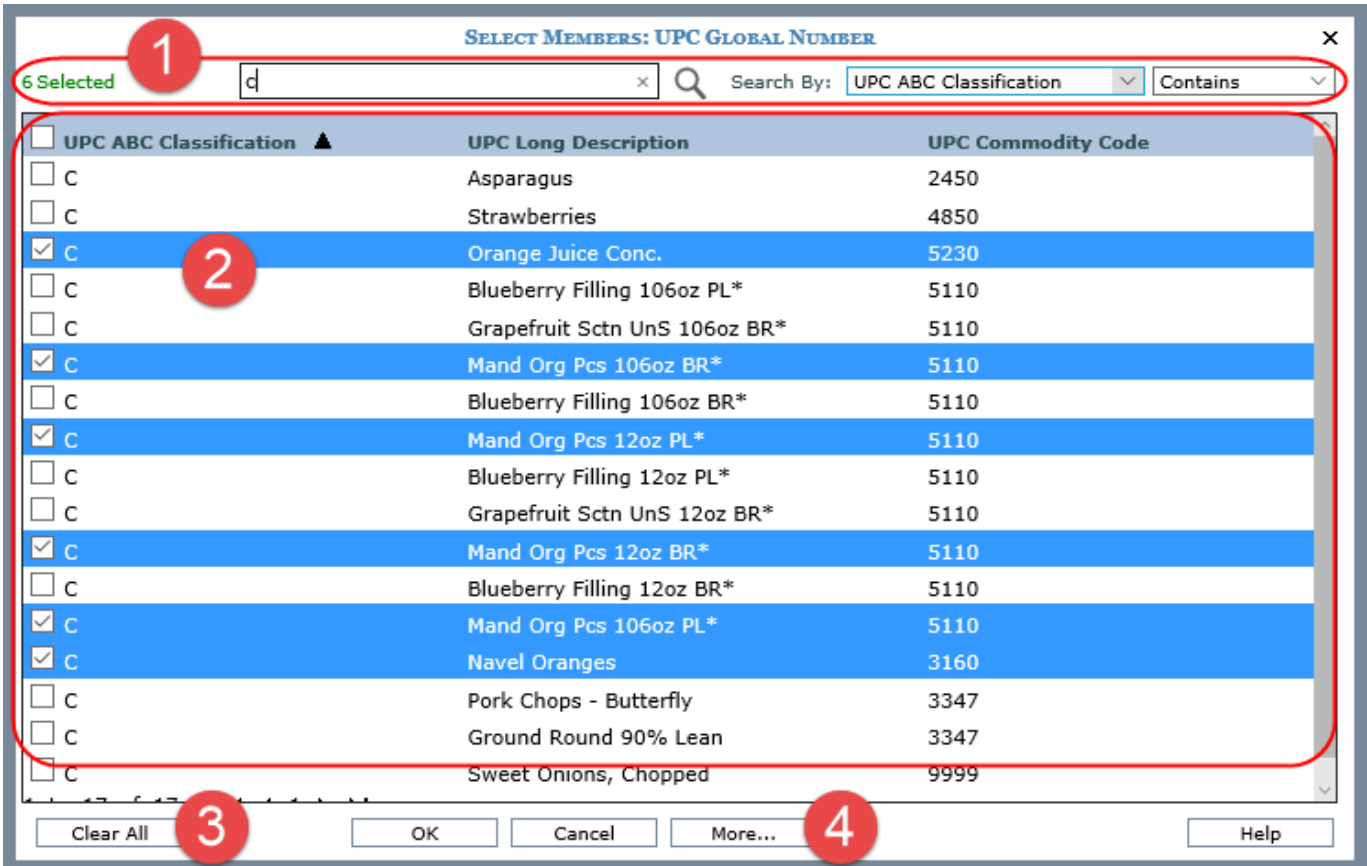 SELECT MEMBERS: UPC GLOBAL NUMBER ×
1
6 Selected c × Search By: UPC ABC Classification Contains
UPC ABC Classification ▲ UPC Long Description UPC Commodity Code
C Asparagus 2450
C Strawberries 4850
C Orange Juice Conc. 5230
2
C Blueberry Filling 106oz PL* 5110
C Grapefruit Sctn UnS 106oz BR* 5110
C Mand Org Pcs 106oz BR* 5110
C Blueberry Filling 106oz BR* 5110
C Mand Org Pcs 12oz PL* 5110
C Blueberry Filling 12oz PL* 5110
C Grapefruit Sctn UnS 12oz BR* 5110
C Mand Org Pcs 12oz BR* 5110
C Blueberry Filling 12oz BR* 5110
C Mand Org Pcs 106oz PL* 5110
C Navel Oranges 3160
C Pork Chops - Butterfly 3347
C Ground Round 90% Lean 3347
C Sweet Onions, Chopped 9999
Clear All 3 OK Cancel More... 4 Help